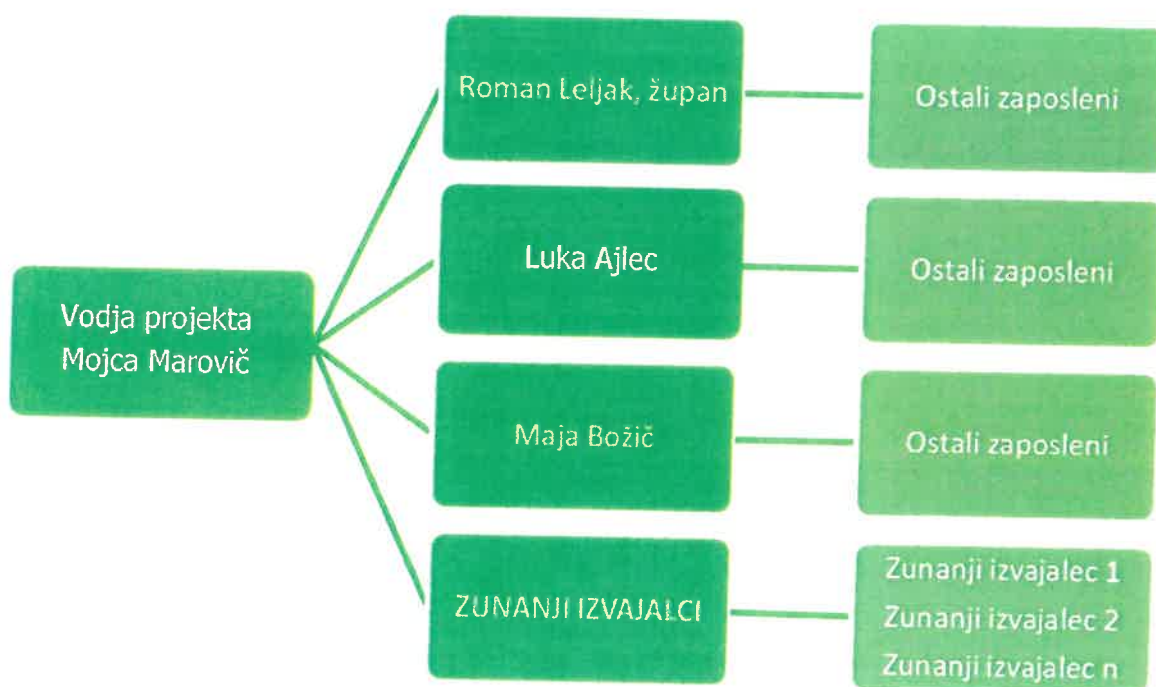 Vodja projekta
Mojca Marovič
Roman Leljak, župan
Ostali zaposleni
Luka Ajlec
Ostali zaposleni
Maja Božič
Ostali zaposleni
ZUNANJI IZVAJALCI
Zunanji izvajalec 1
Zunanji izvajalec 2
Zunanji izvajalec n